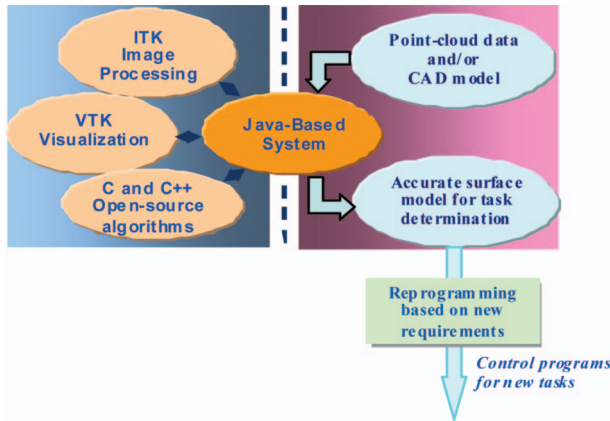 ITK
Image
Processing
VTK
Visualization
C and C++
Open-source
algorithms
Java-Based
System
Point-cloud data
and/or
CAD model
Accurate surface
model for task
determination
Reprogramming
based on new
requirements
Control programs
for new tasks